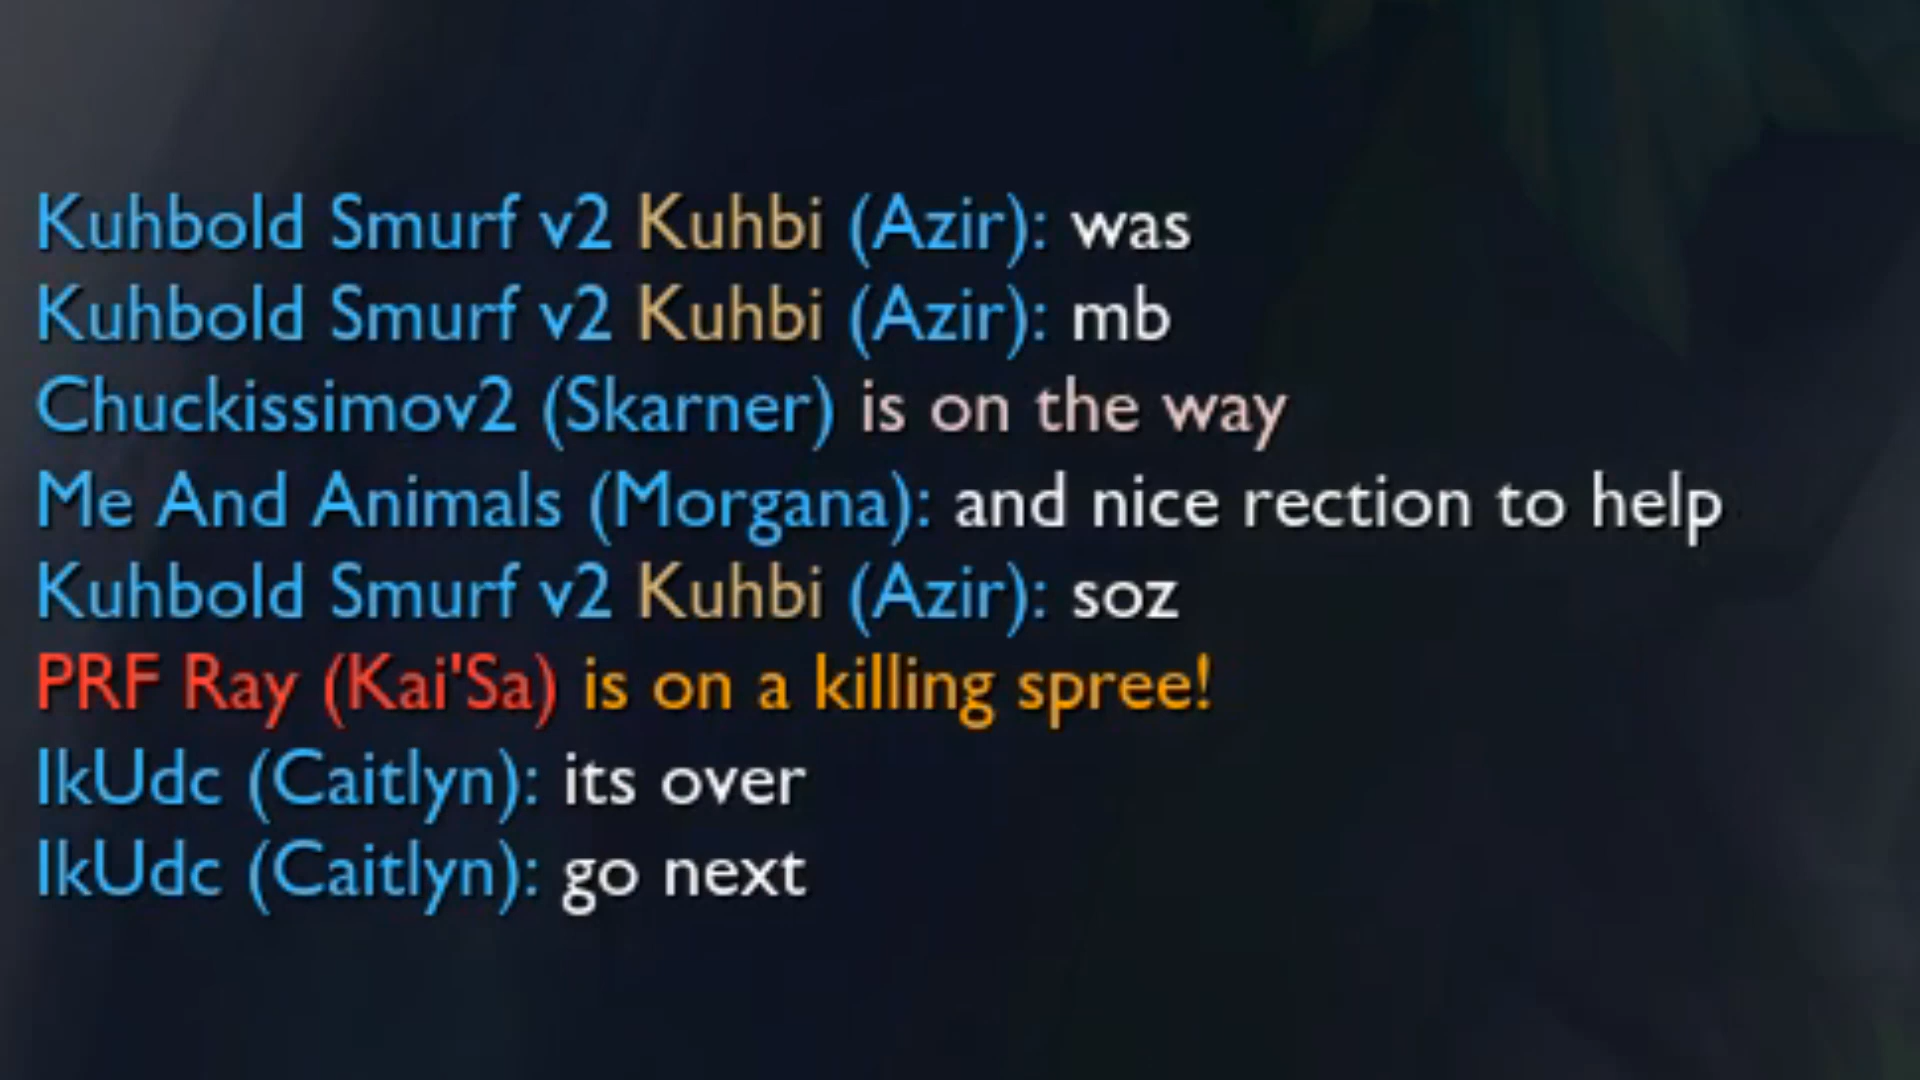 Kuhbold Smurf v2 Kuhbi (Azir): was
Kuhbold Smurf v2 Kuhbi (Azir): mb
Chuckissimov2 (Skarner) is on the way
Me And Animals (Morgana): and nice rection to help
Kuhbold Smurf v2 Kuhbi (Azir): soz
PRF Ray (Kai'Sa) is on a killing spree!
IkUdc (Caitlyn): its over
IkUdc (Caitlyn): go next